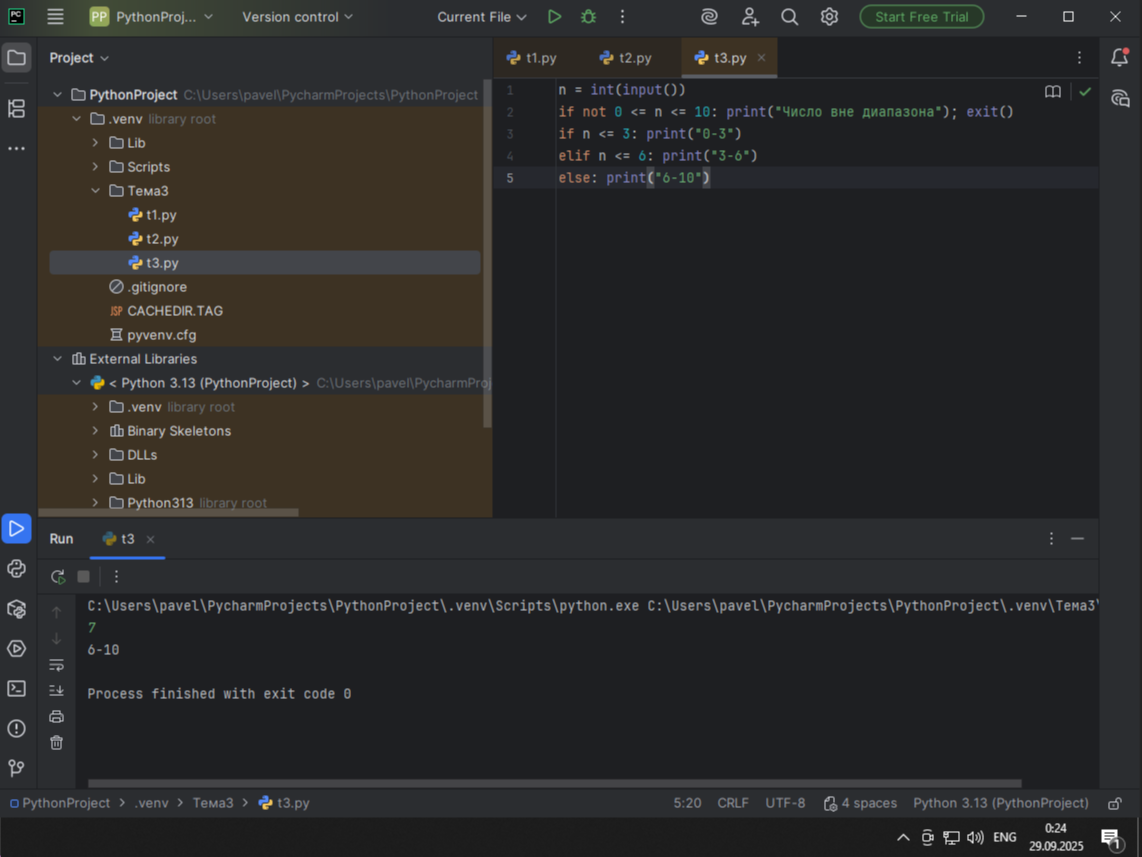 PC PP PythonProj... Version control Current File Start Free Trial
Project
PythonProject C:\Users\pavel\PycharmProjects\PythonProject
.venv library root
Lib
Scripts
Тема3
t1.py
t2.py
t3.py
.gitignore
JSP CACHEDIR.TAG
pyvenv.cfg
External Libraries
< Python 3.13 (PythonProject) > C:\Users\pavel\PycharmProj
.venv library root
Binary Skeletons
DLLs
Lib
Python313 library root
t1.py t2.py t3.py
1 n = int(input())
2 if not 0 <= n <= 10: print("Число вне диапазона"); exit()
3 if n <= 3: print("0-3")
4 elif n <= 6: print("3-6")
5 else: print("6-10")
Run t3
C:\Users\pavel\PycharmProjects\PythonProject\.venv\Scripts\python.exe C:\Users\pavel\PycharmProjects\PythonProject\.venv\Тема3\
7
6-10
Process finished with exit code 0
PythonProject > .venv > Тема3 > t3.py 5:20 CRLF UTF-8 4 spaces Python 3.13 (PythonProject)
ENG 0:24
29.09.2025 1